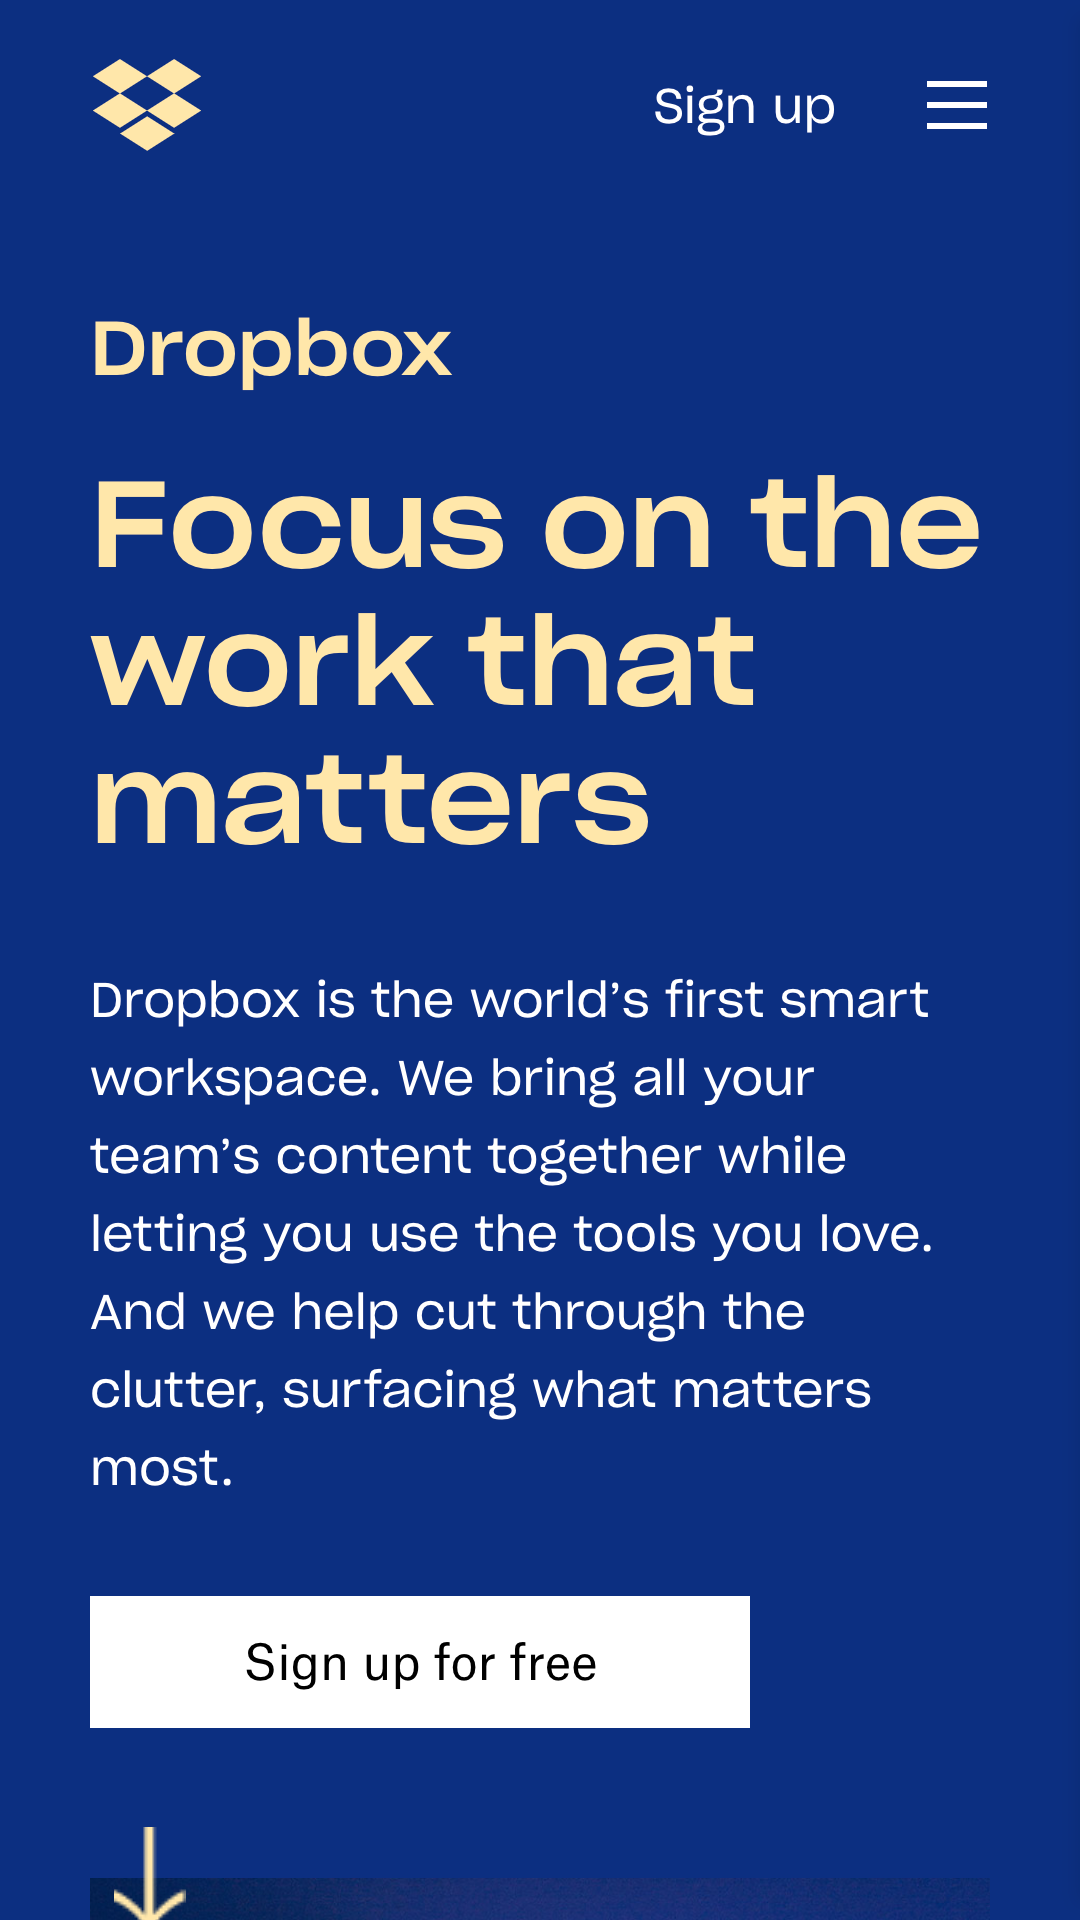 Sign up
Dropbox
Focus on the
work that
matters
Dropbox is the world’s first smart
workspace. We bring all your
team’s content together while
letting you use the tools you love.
And we help cut through the
clutter, surfacing what matters
most.
Sign up for free